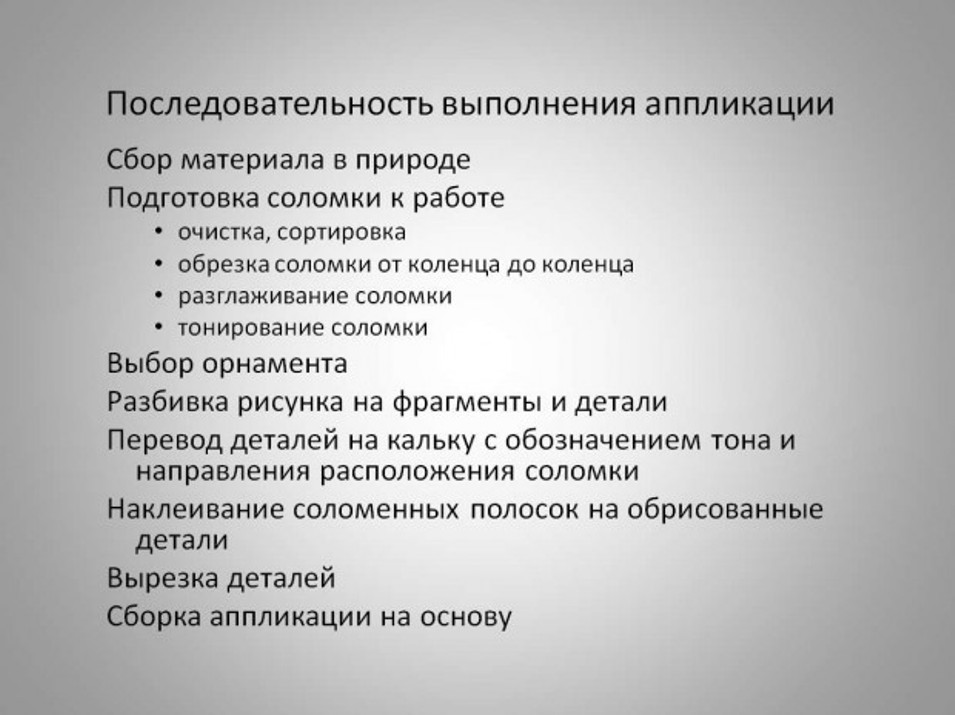 Последовательность выполнения аппликации
Сбор материала в природе
Подготовка соломки к работе
• очистка, сортировка
• обрезка соломки от коленца до коленца
• разглаживание соломки
• тонирование соломки
Выбор орнамента
Разбивка рисунка на фрагменты и детали
Перевод деталей на кальку с обозначением тона и
направления расположения соломки
Наклеивание соломенных полосок на обрисованные
детали
Вырезка деталей
Сборка аппликации на основу